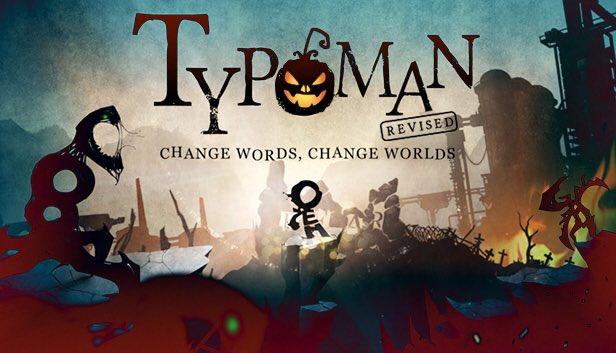 TYPOMAN
REVISED
CHANGE WORDS, CHANGE WORLDS